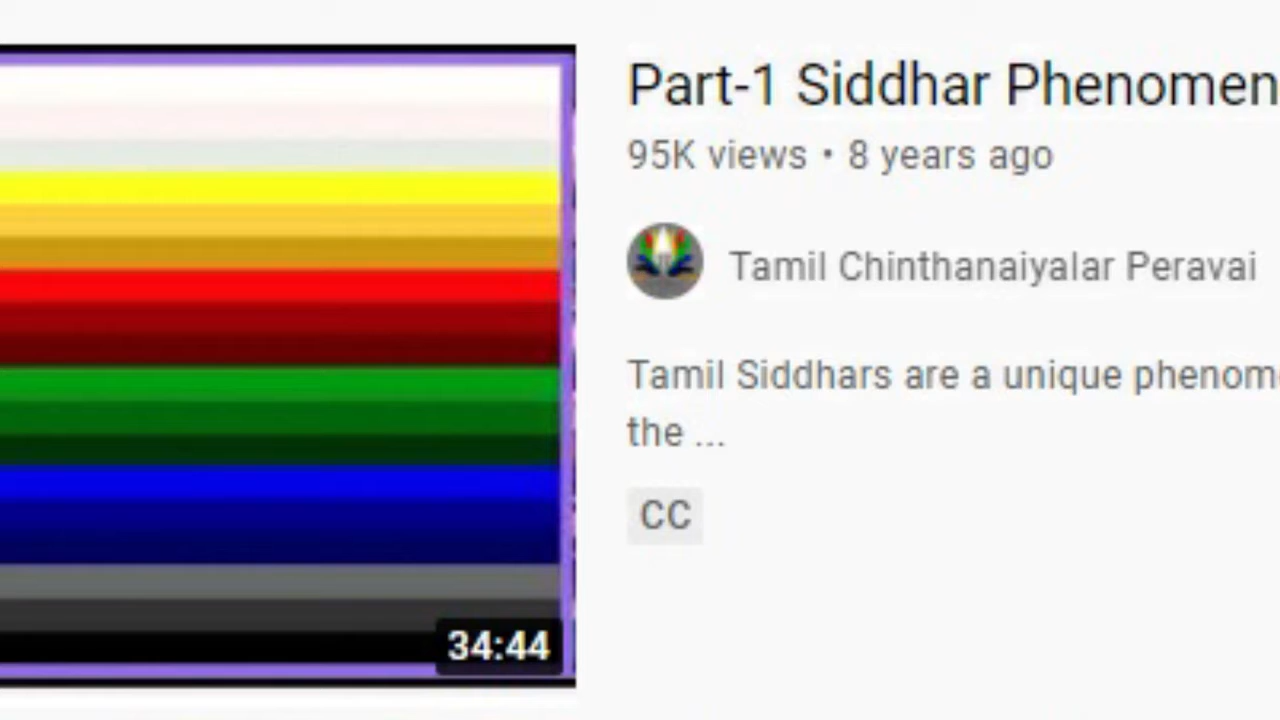 Part-1 Siddhar Phenomen
95K views • 8 years ago
Tamil Chinthanaiyalar Peravai
Tamil Siddhars are a unique phenom
the ...
CC
34:44